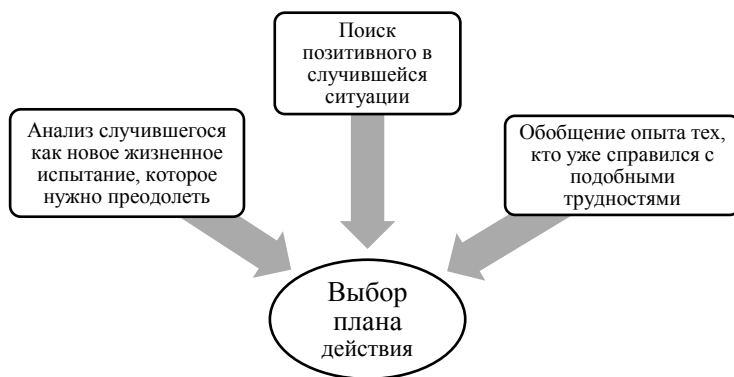 Поиск
позитивного в
случившейся
ситуации
Анализ случившегося
как новое жизненное
испытание, которое
нужно преодолеть
Обобщение опыта тех,
кто уже справился с
подобными
трудностями
Выбор
плана
действия